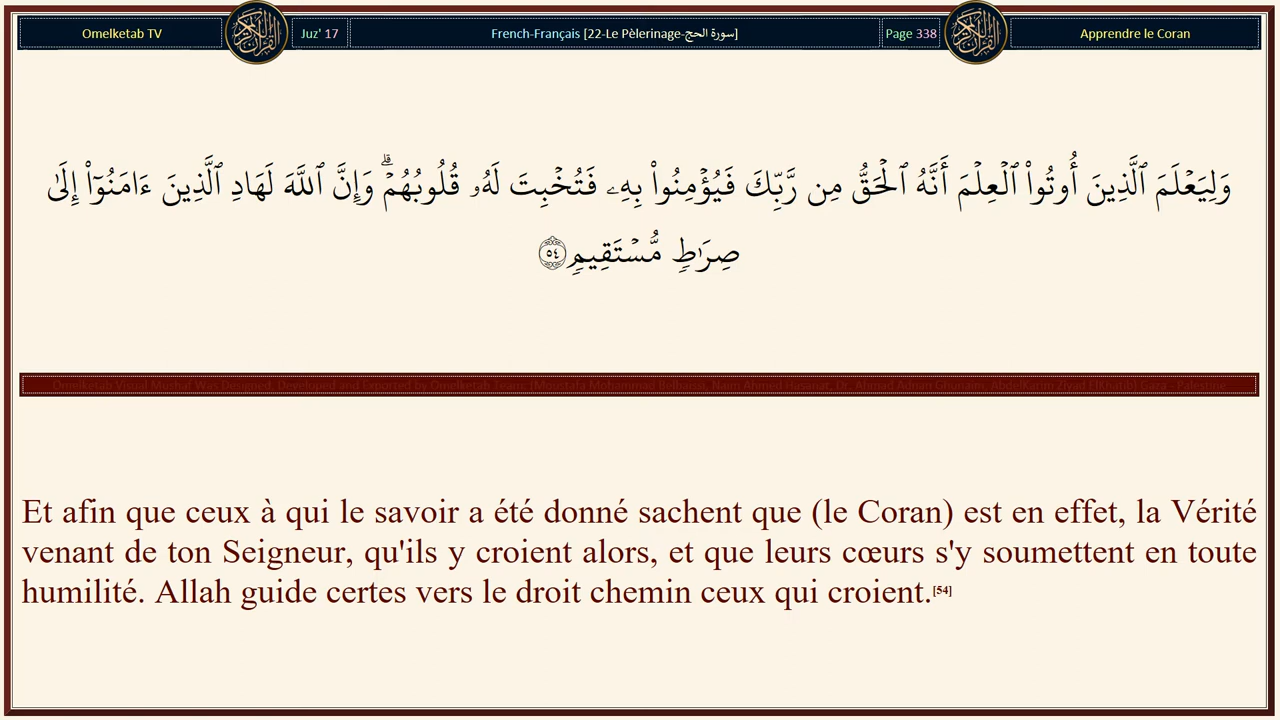 Omelketab TV
Juz' 17
French-Français [22-Le Pèlerinage-سورة الحج]
Page 338
Apprendre le Coran
وَلِيَعْلَمَ ٱلَّذِينَ أُوتُوا۟ ٱلْعِلْمَ أَنَّهُ ٱلْحَقُّ مِن رَّبِّكَ فَيُؤْمِنُوا۟ بِهِۦ فَتُخْبِتَ لَهُۥ قُلُوبُهُمْ ۗ وَإِنَّ ٱللَّهَ لَهَادِ ٱلَّذِينَ ءَامَنُوٓا۟ إِلَىٰ
صِرَٰطٍ مُّسْتَقِيمٍ ٥٤
Et afin que ceux à qui le savoir a été donné sachent que (le Coran) est en effet, la Vérité
venant de ton Seigneur, qu'ils y croient alors, et que leurs cœurs s'y soumettent en toute
humilité. Allah guide certes vers le droit chemin ceux qui croient.[54]